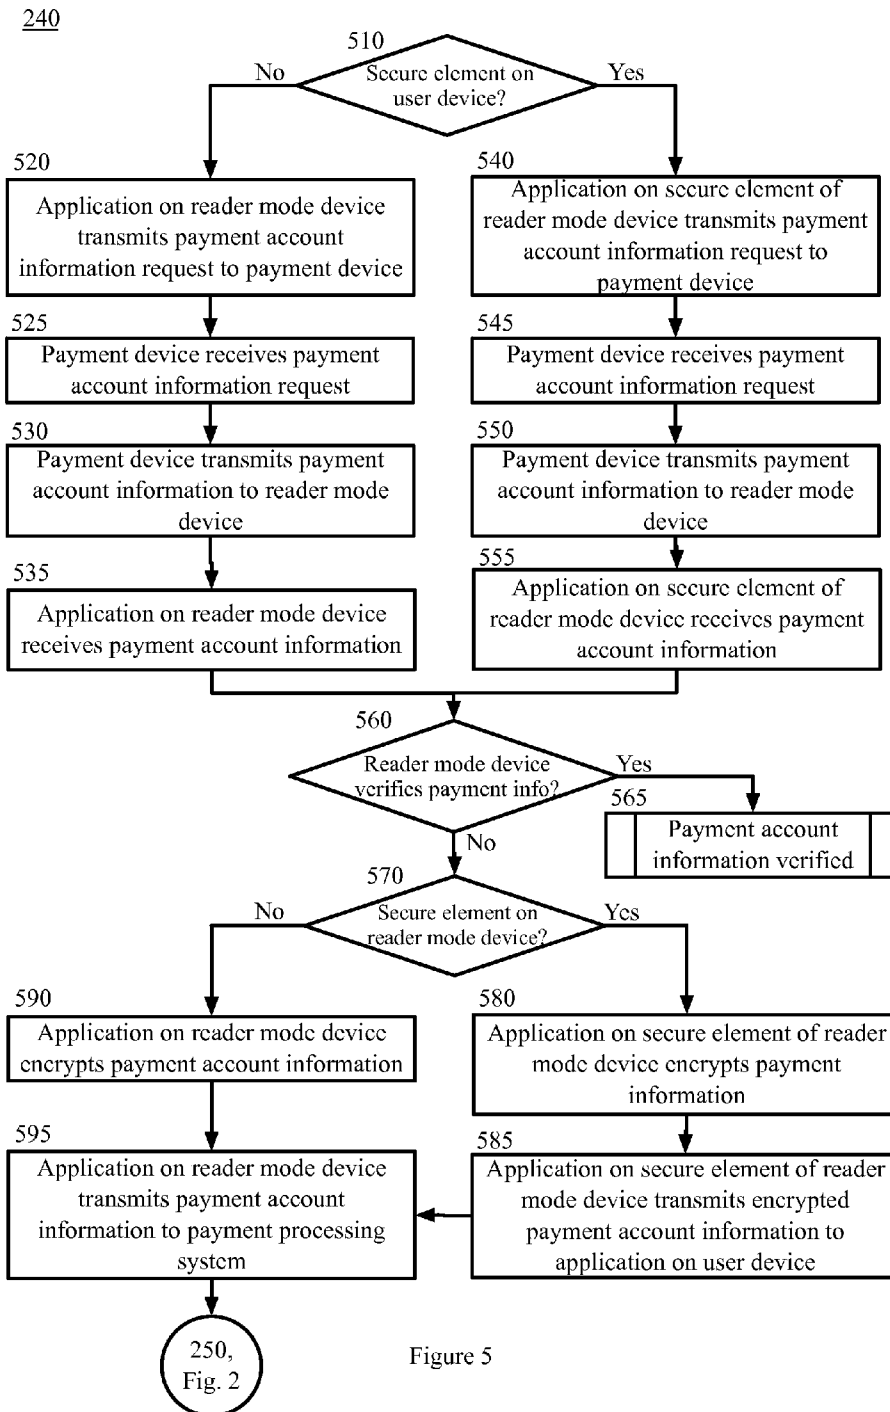 240
510
Secure element on
user device?
No
Yes
520
Application on reader mode device
transmits payment account
information request to payment device
540
Application on secure element of
reader mode device transmits payment
account information request to
payment device
525
Payment device receives payment
account information request
545
Payment device receives payment
account information request
530
Payment device transmits payment
account information to reader mode
device
550
Payment device transmits payment
account information to reader mode
device
535
Application on reader mode device
receives payment account information
555
Application on secure element of
reader mode device receives payment
account information
560
Reader mode device
verifies payment info?
Yes
No
565
Payment account
information verified
570
Secure element on
reader mode device?
No
Yes
590
Application on reader mode device
encrypts payment account information
580
Application on secure element of reader
mode device encrypts payment
information
595
Application on reader mode device
transmits payment account
information to payment processing
system
585
Application on secure element of reader
mode device transmits encrypted
payment account information to
application on user device
250,
Fig. 2
Figure 5